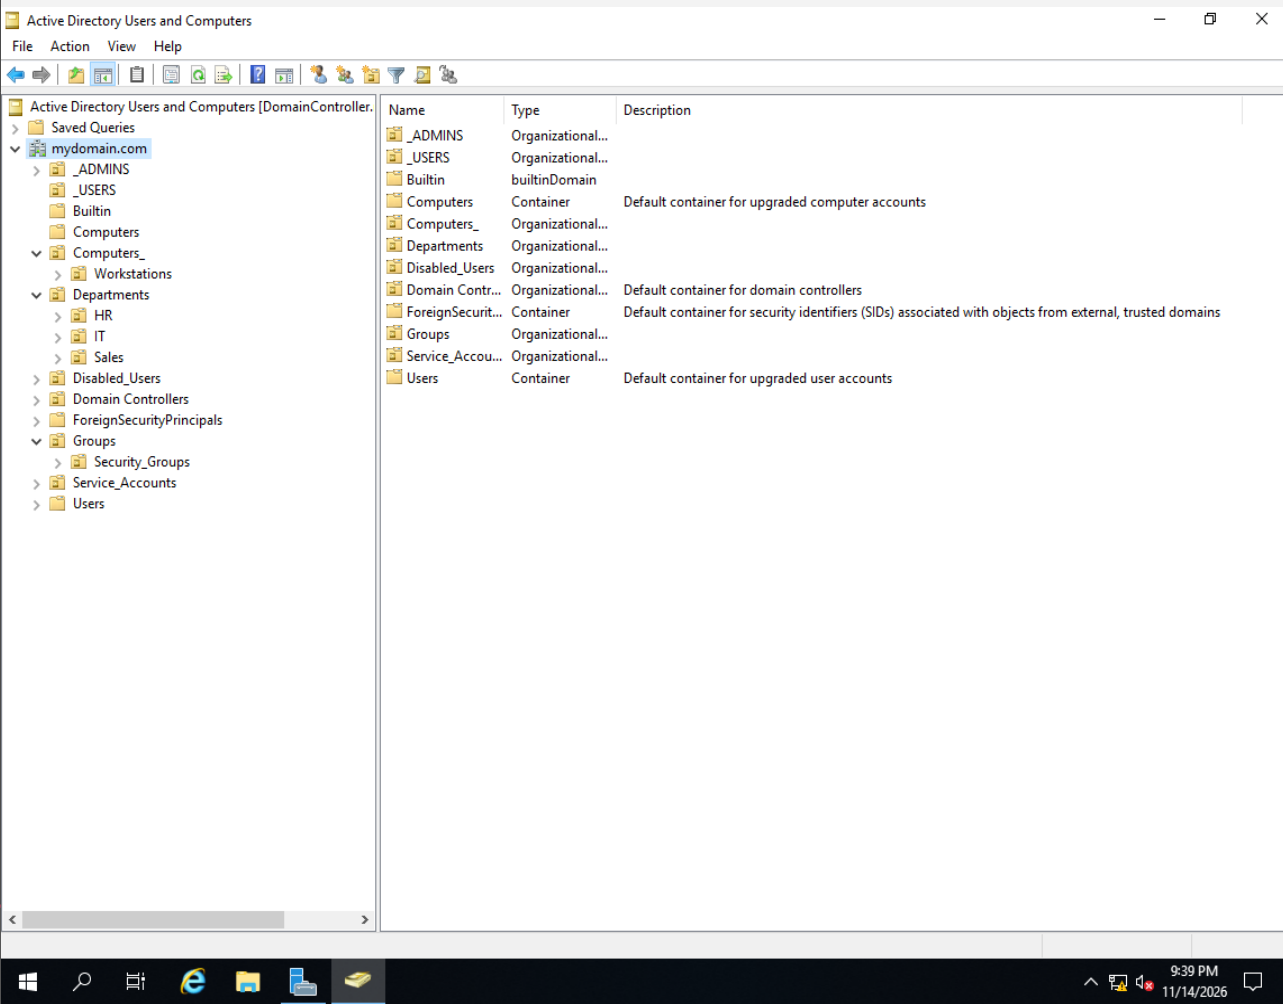 Active Directory Users and Computers
File Action View Help
Active Directory Users and Computers [DomainController.
Saved Queries
mydomain.com
_ADMINS
_USERS
Builtin
Computers
Computers_
Workstations
Departments
HR
IT
Sales
Disabled_Users
Domain Controllers
ForeignSecurityPrincipals
Groups
Security_Groups
Service_Accounts
Users
Name Type Description
_ADMINS Organizational...
_USERS Organizational...
Builtin builtinDomain
Computers Container Default container for upgraded computer accounts
Computers_ Organizational...
Departments Organizational...
Disabled_Users Organizational...
Domain Contr... Organizational... Default container for domain controllers
ForeignSecurit... Container Default container for security identifiers (SIDs) associated with objects from external, trusted domains
Groups Organizational...
Service_Accou... Organizational...
Users Container Default container for upgraded user accounts
9:39 PM
11/14/2026